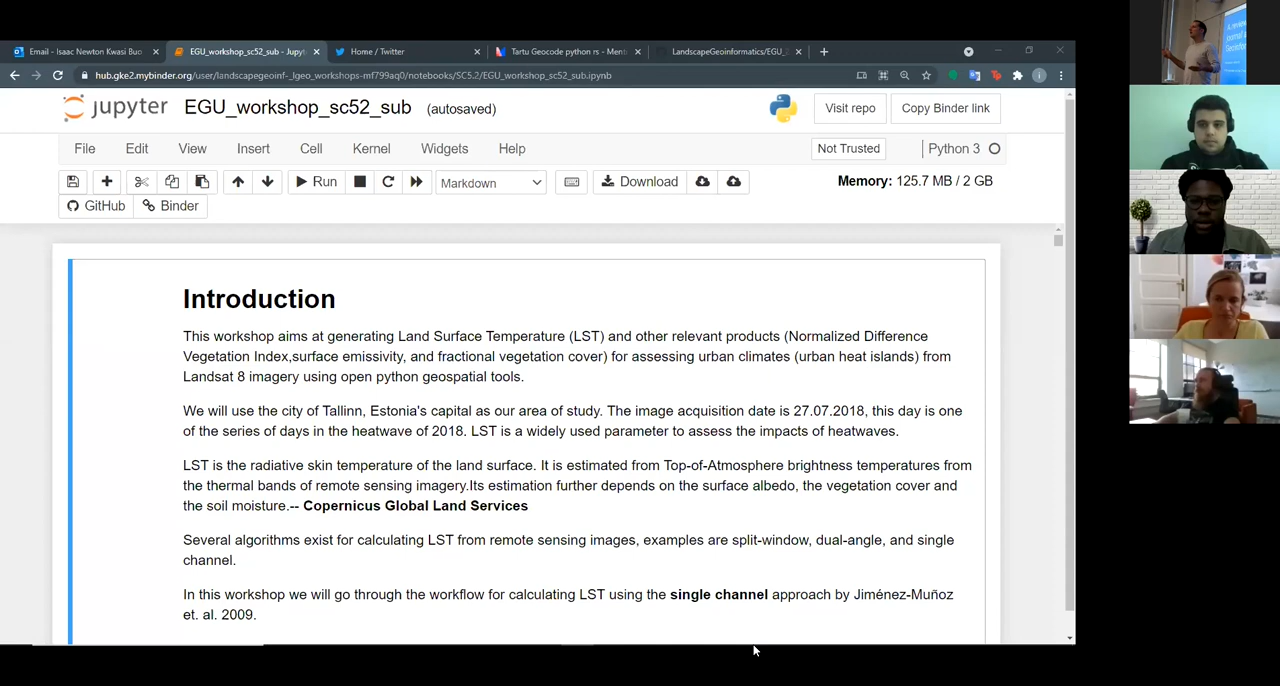 Email - Isaac Newton Kwasi Buo
EGU_workshop_sc52_sub - Jupyt
Home / Twitter
Tartu Geocode python rs - Ment
LandscapeGeoinformatics/EGU_
hub.gke2.mybinder.org/user/landscapegeoinf-_lgeo_workshops-mf799aq0/notebooks/SC5.2/EGU_workshop_sc52_sub.ipynb
jupyter EGU_workshop_sc52_sub (autosaved)
Visit repo
Copy Binder link
File Edit View Insert Cell Kernel Widgets Help
Not Trusted
Python 3
Run
Markdown
Download
Memory: 125.7 MB / 2 GB
GitHub
Binder
Introduction
This workshop aims at generating Land Surface Temperature (LST) and other relevant products (Normalized Difference
Vegetation Index,surface emissivity, and fractional vegetation cover) for assessing urban climates (urban heat islands) from
Landsat 8 imagery using open python geospatial tools.
We will use the city of Tallinn, Estonia's capital as our area of study. The image acquisition date is 27.07.2018, this day is one
of the series of days in the heatwave of 2018. LST is a widely used parameter to assess the impacts of heatwaves.
LST is the radiative skin temperature of the land surface. It is estimated from Top-of-Atmosphere brightness temperatures from
the thermal bands of remote sensing imagery.Its estimation further depends on the surface albedo, the vegetation cover and
the soil moisture.-- Copernicus Global Land Services
Several algorithms exist for calculating LST from remote sensing images, examples are split-window, dual-angle, and single
channel.
In this workshop we will go through the workflow for calculating LST using the single channel approach by Jiménez-Muñoz
et. al. 2009.